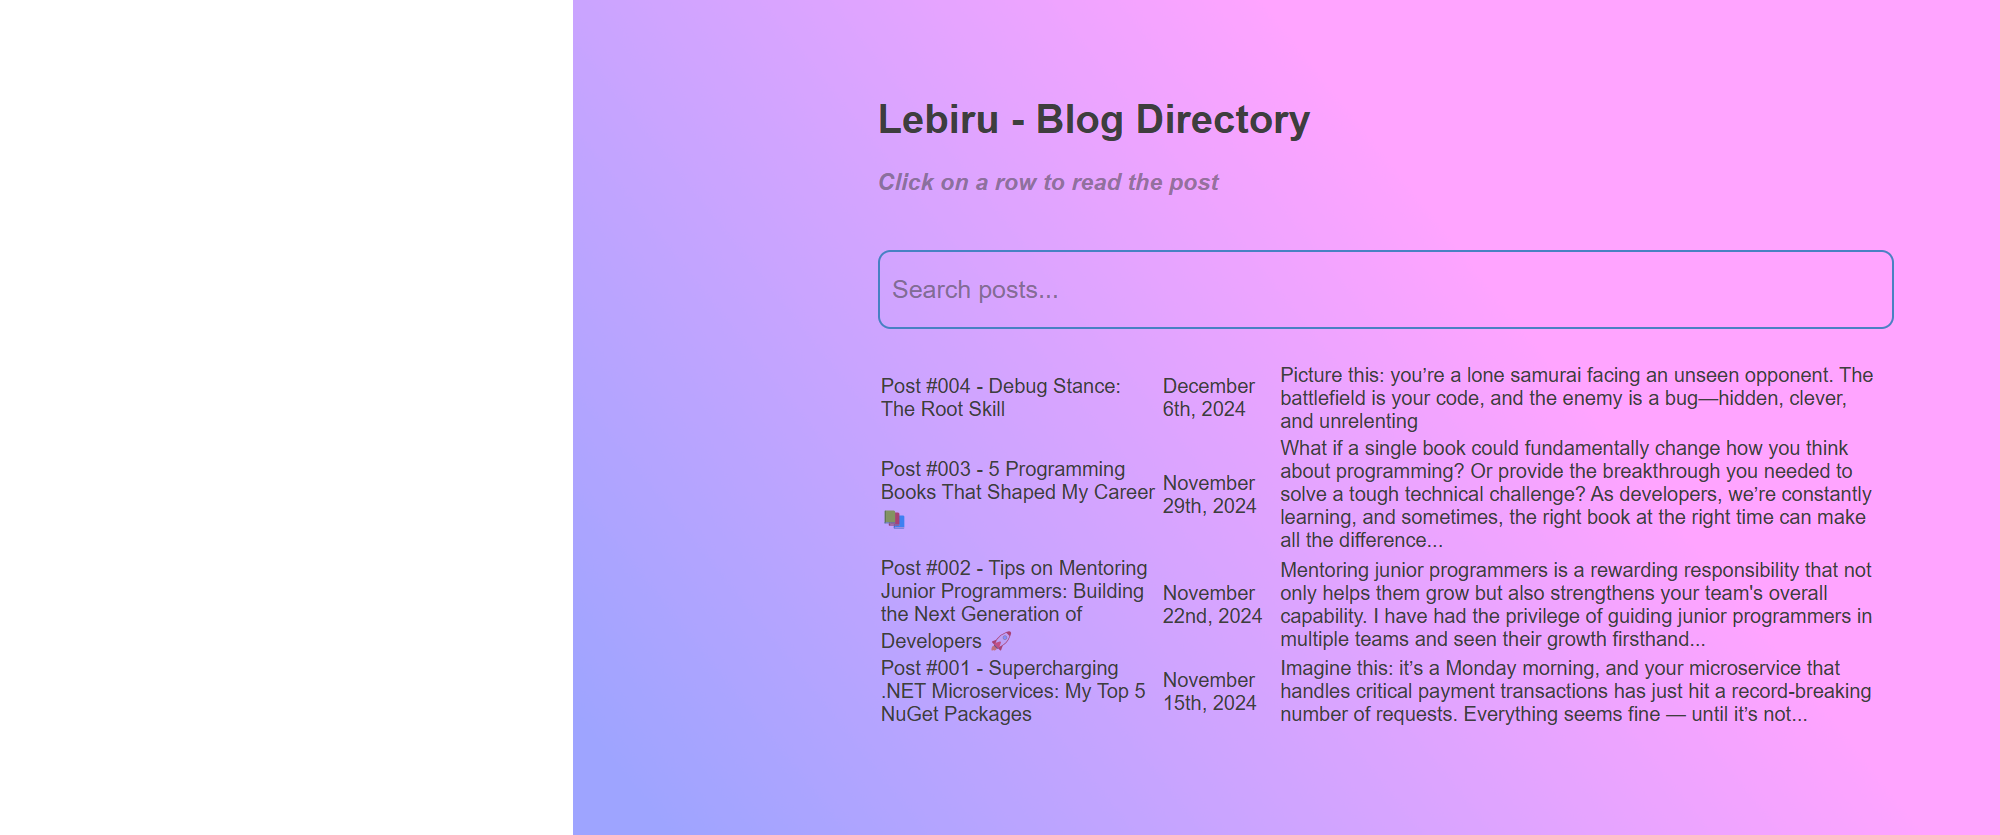 Lebiru - Blog Directory
Click on a row to read the post
Search posts...
Post #004 - Debug Stance:
The Root Skill
December
6th, 2024
Picture this: you’re a lone samurai facing an unseen opponent. The
battlefield is your code, and the enemy is a bug—hidden, clever,
and unrelenting
Post #003 - 5 Programming
Books That Shaped My Career
📚
November
29th, 2024
What if a single book could fundamentally change how you think
about programming? Or provide the breakthrough you needed to
solve a tough technical challenge? As developers, we’re constantly
learning, and sometimes, the right book at the right time can make
all the difference...
Post #002 - Tips on Mentoring
Junior Programmers: Building
the Next Generation of
Developers 🚀
November
22nd, 2024
Mentoring junior programmers is a rewarding responsibility that not
only helps them grow but also strengthens your team's overall
capability. I have had the privilege of guiding junior programmers in
multiple teams and seen their growth firsthand...
Post #001 - Supercharging
.NET Microservices: My Top 5
NuGet Packages
November
15th, 2024
Imagine this: it’s a Monday morning, and your microservice that
handles critical payment transactions has just hit a record-breaking
number of requests. Everything seems fine — until it’s not...